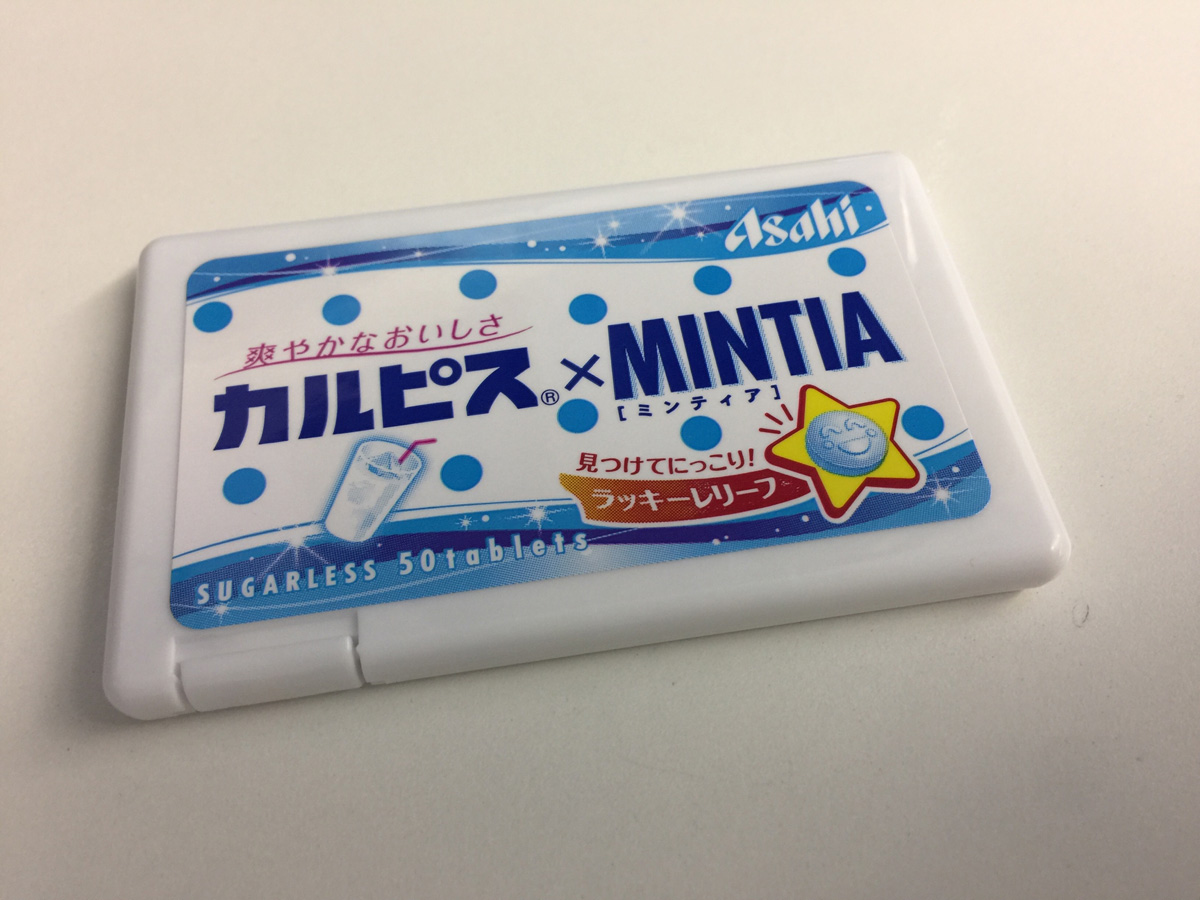 Asahi
爽やかなおいしさ
カルピス®×MINTIA
[ミンティア]
見つけてにっこり!
ラッキーレリーフ
SUGARLESS 50tablets